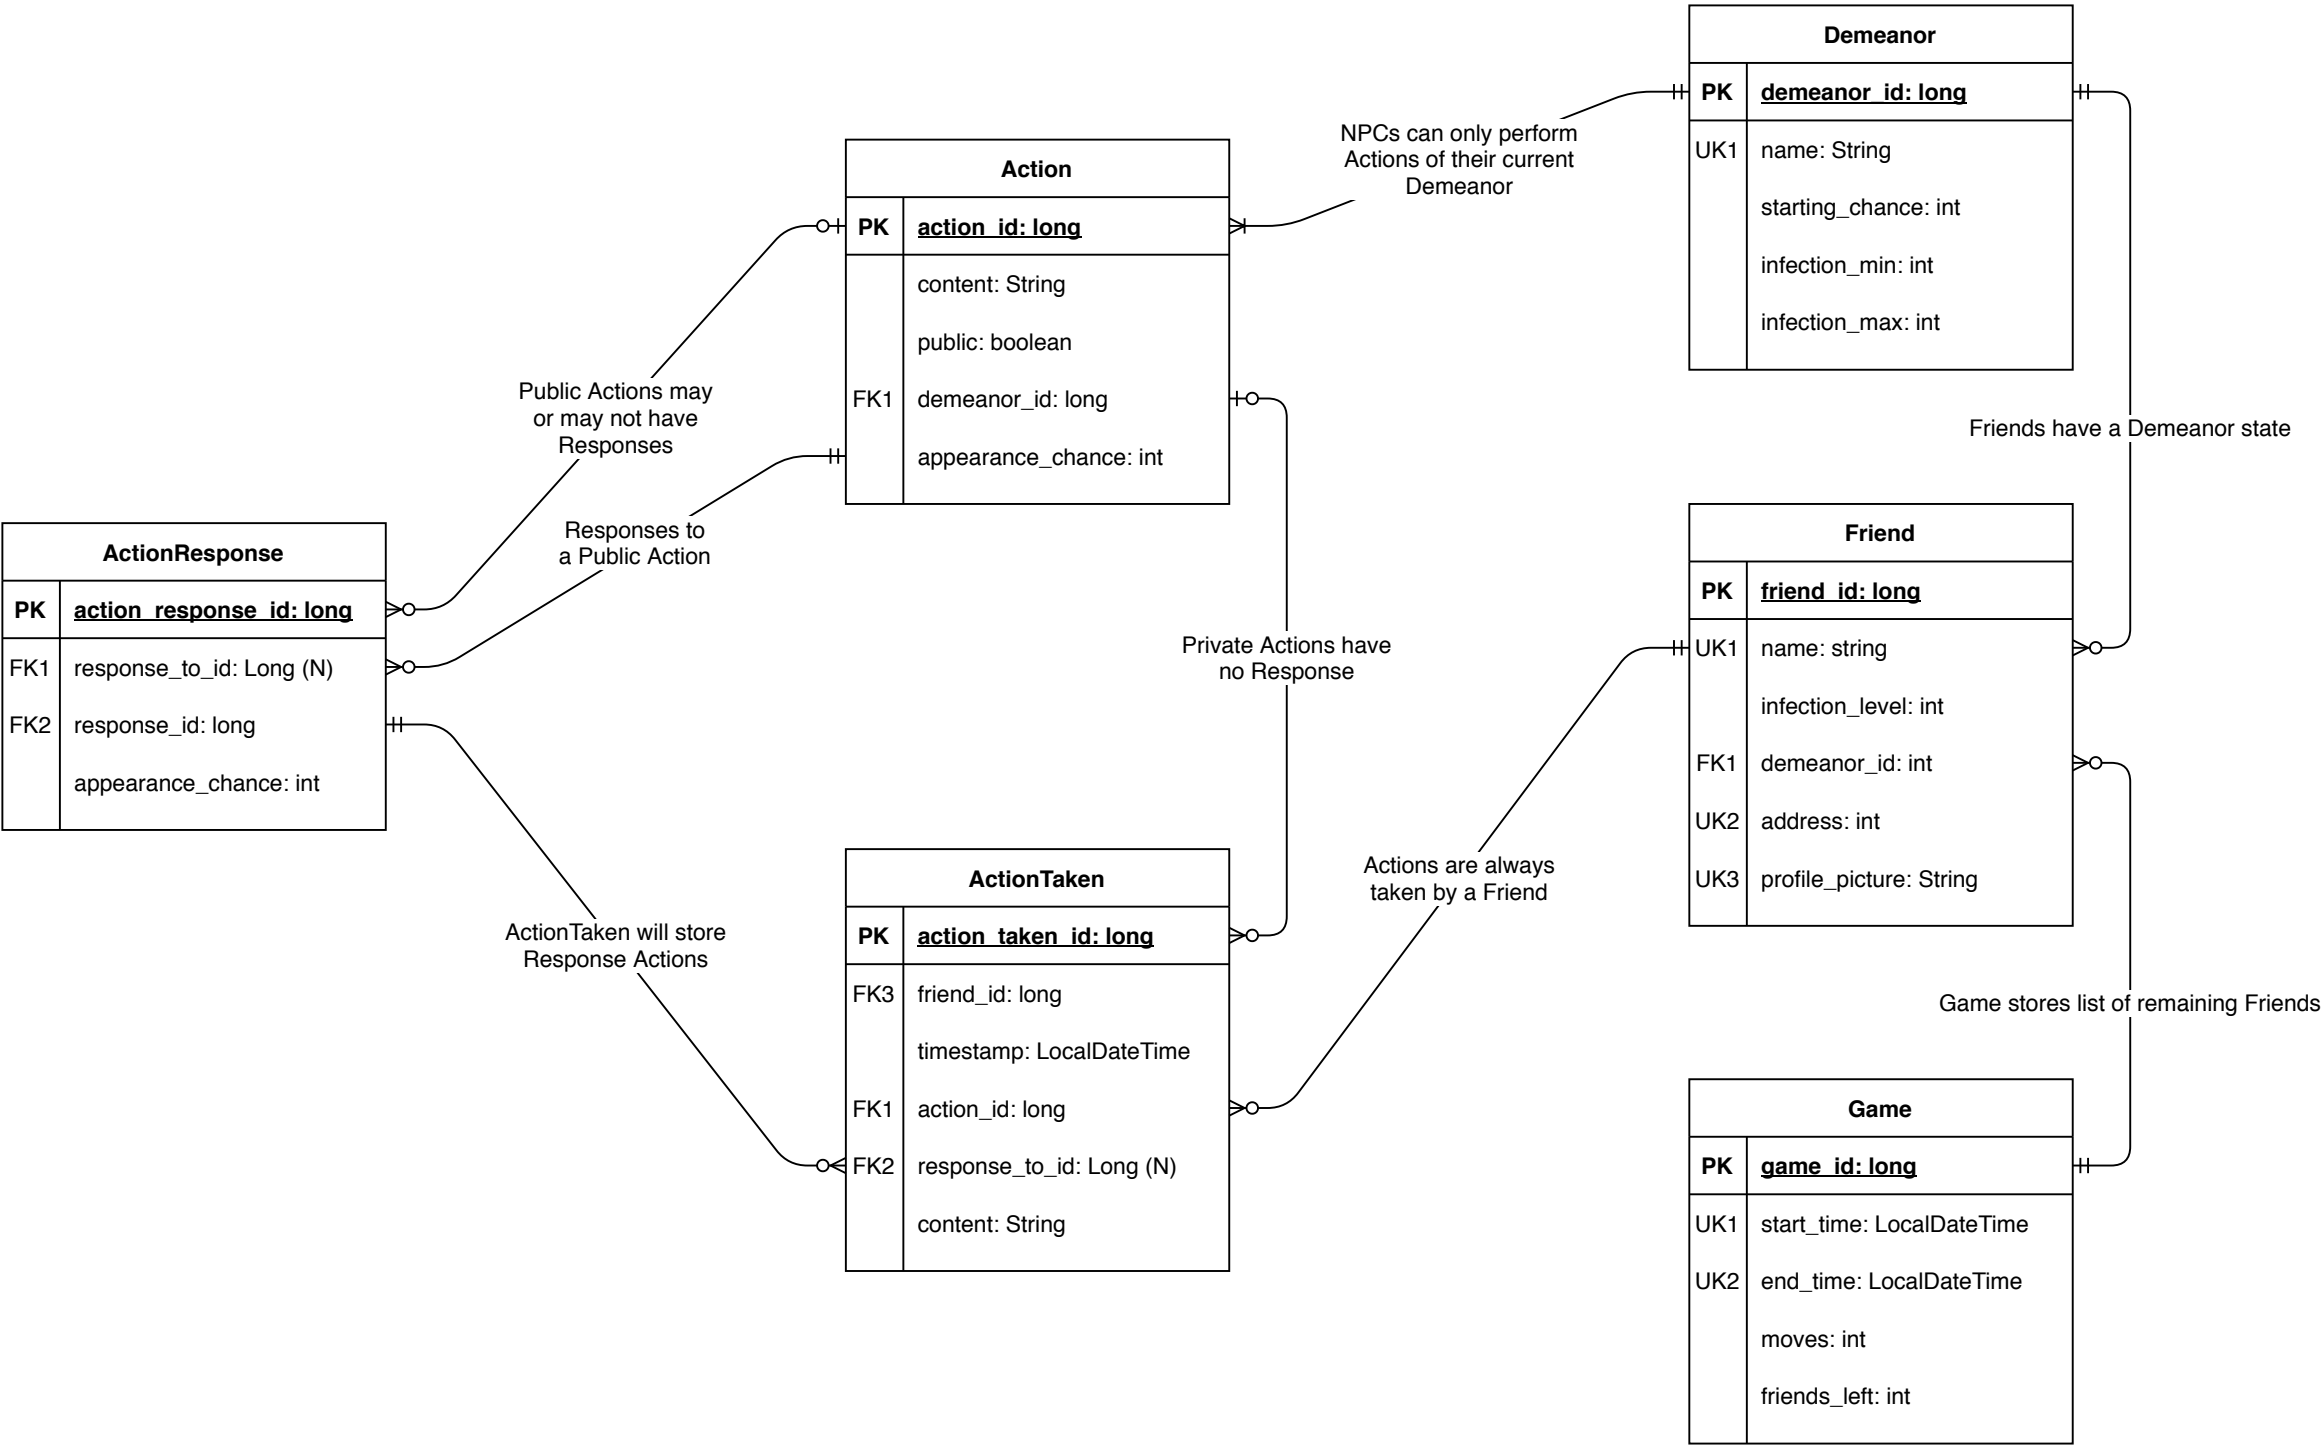 Demeanor
PK demeanor_id: long
UK1 name: String
starting_chance: int
infection_min: int
infection_max: int
NPCs can only perform
Actions of their current
Demeanor
Action
PK action_id: long
content: String
public: boolean
FK1 demeanor_id: long
appearance_chance: int
Public Actions may
or may not have
Responses
Responses to
a Public Action
Friends have a Demeanor state
ActionResponse
PK action_response_id: long
FK1 response_to_id: Long (N)
FK2 response_id: long
appearance_chance: int
Friend
PK friend_id: long
UK1 name: string
infection_level: int
FK1 demeanor_id: int
UK2 address: int
UK3 profile_picture: String
Private Actions have
no Response
Actions are always
taken by a Friend
ActionTaken will store
Response Actions
ActionTaken
PK action_taken_id: long
FK3 friend_id: long
timestamp: LocalDateTime
FK1 action_id: long
FK2 response_to_id: Long (N)
content: String
Game stores list of remaining Friends
Game
PK game_id: long
UK1 start_time: LocalDateTime
UK2 end_time: LocalDateTime
moves: int
friends_left: int